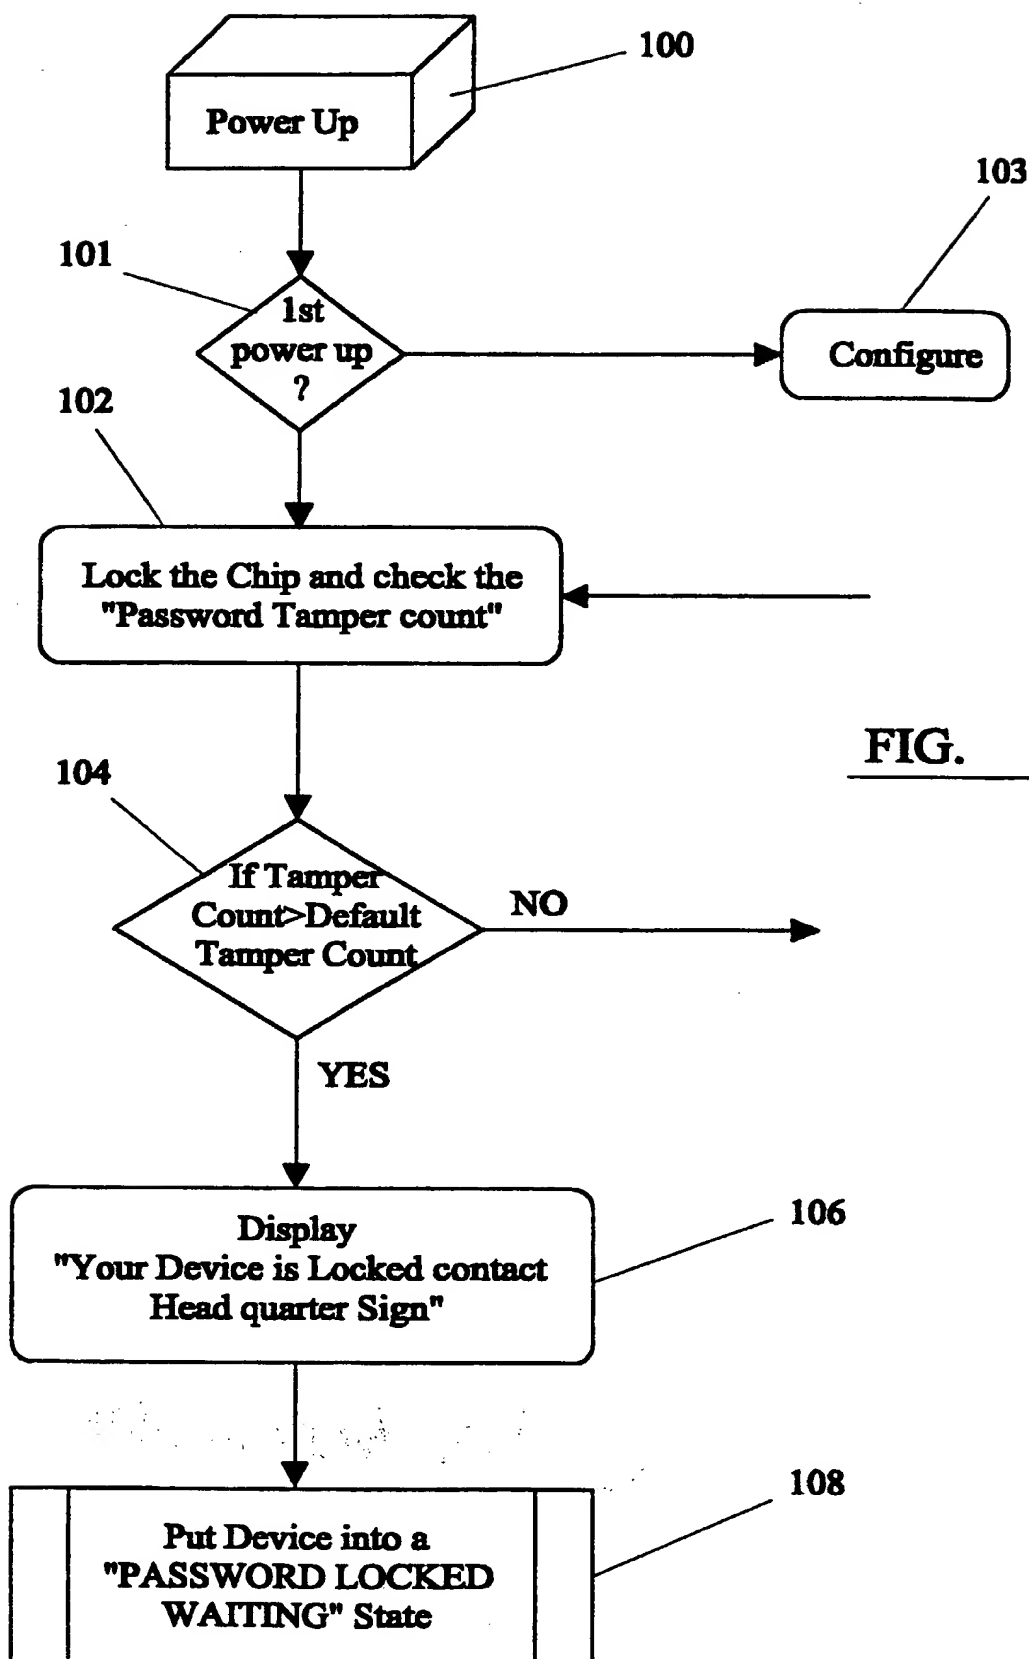 100
Power Up
103
101
1st
power up
?
Configure
102
Lock the Chip and check the
"Password Tamper count"
FIG.
104
If Tamper
Count>Default
Tamper Count
NO
YES
106
Display
"Your Device is Locked contact
Head quarter Sign"
108
Put Device into a
"PASSWORD LOCKED
WAITING" State